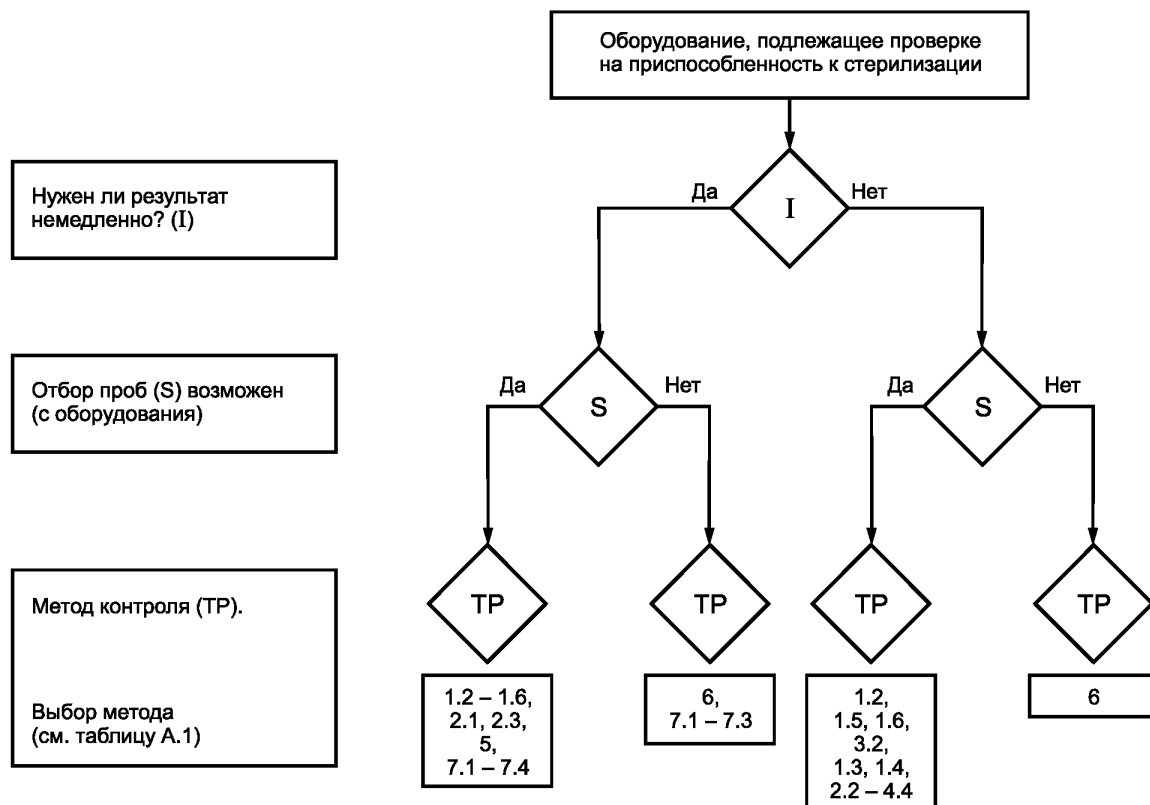 Оборудование, подлежащее проверке
на приспособленность к стерилизации
Нужен ли результат
немедленно? (I)
Да
I
Нет
Отбор проб (S) возможен
(с оборудования)
Да
S
Нет
Да
S
Нет
Метод контроля (ТР).
Выбор метода
(см. таблицу А.1)
ТР
ТР
ТР
ТР
1.2 – 1.6,
2.1, 2.3,
5,
7.1 – 7.4
6,
7.1 – 7.3
1.2,
1.5, 1.6,
3.2,
1.3, 1.4,
2.2 – 4.4
6